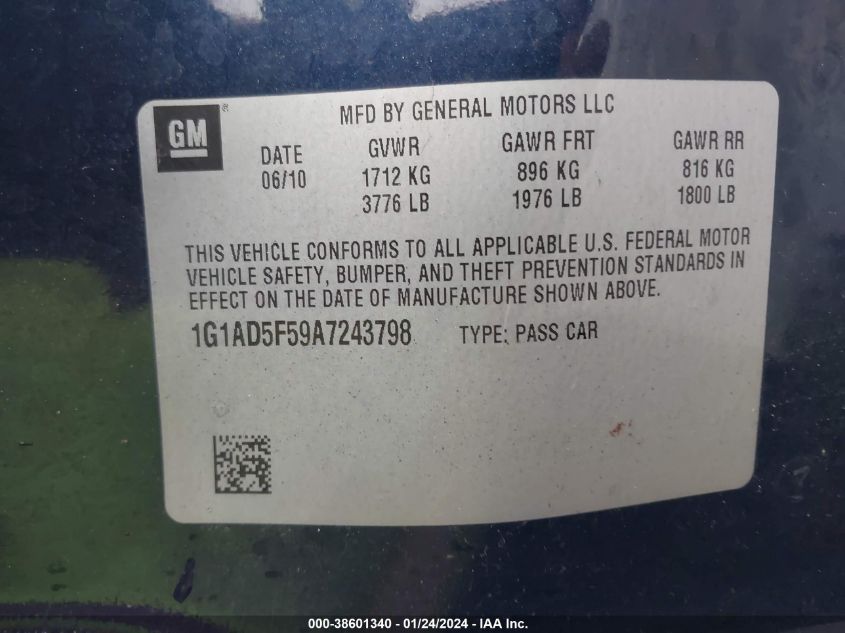 GM ®
MFD BY GENERAL MOTORS LLC
DATE GVWR GAWR FRT GAWR RR
06/10 1712 KG 896 KG 816 KG
3776 LB 1976 LB 1800 LB
THIS VEHICLE CONFORMS TO ALL APPLICABLE U.S. FEDERAL MOTOR
VEHICLE SAFETY, BUMPER, AND THEFT PREVENTION STANDARDS IN
EFFECT ON THE DATE OF MANUFACTURE SHOWN ABOVE.
1G1AD5F59A7243798 TYPE: PASS CAR
000-38601340 - 01/24/2024 - IAA Inc.